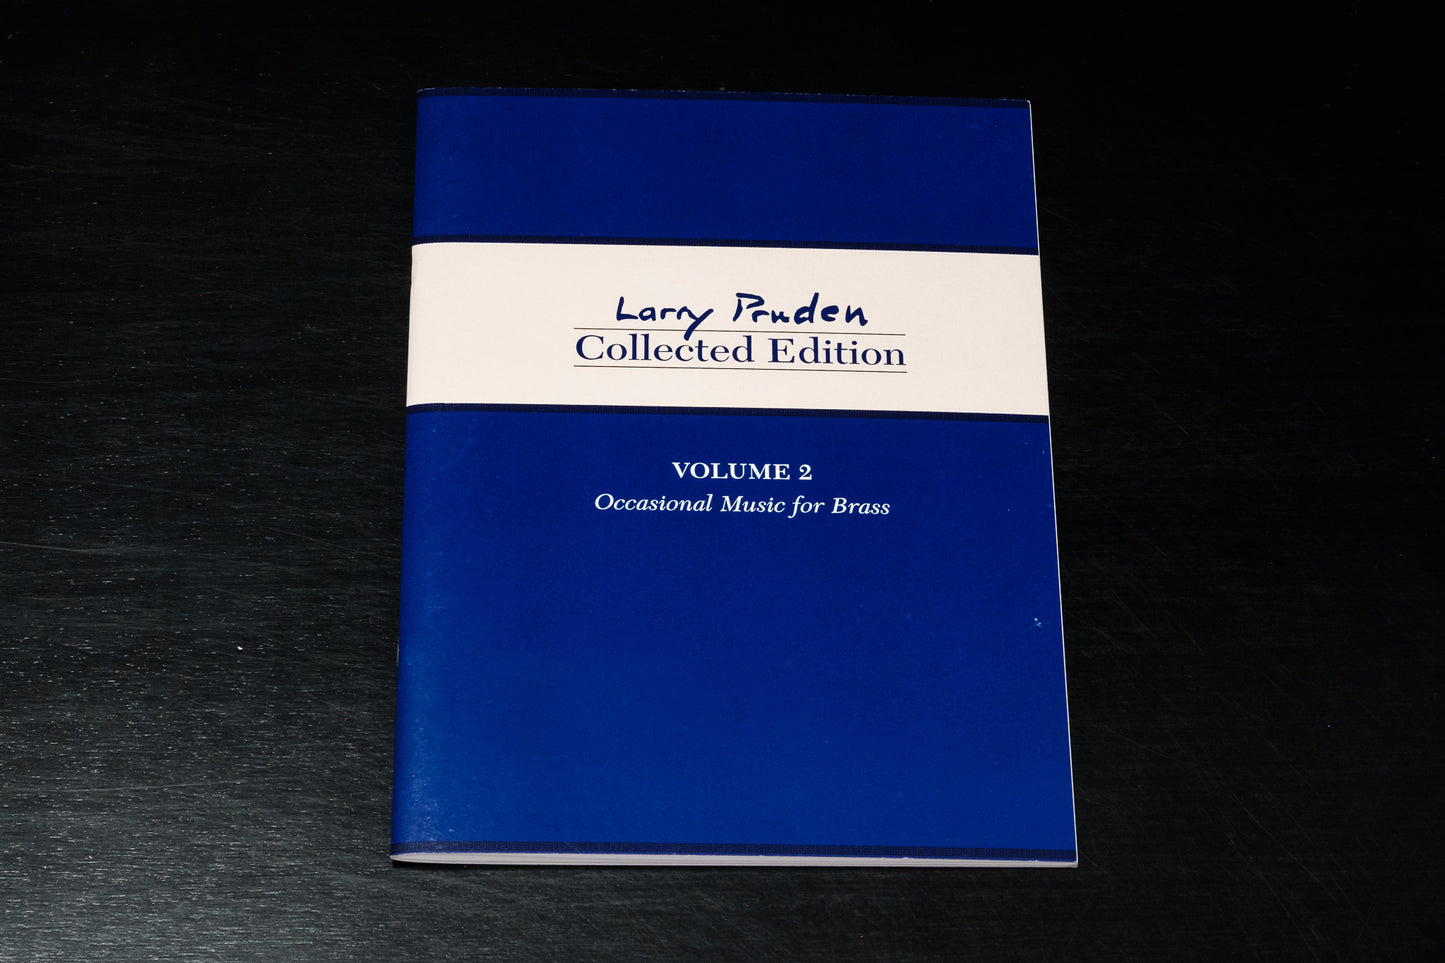 Larry Pruden
Collected Edition
VOLUME 2
Occasional Music for Brass